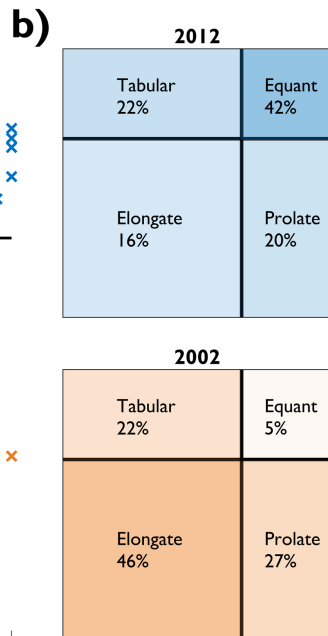 b)
2012
Tabular
22%
Equant
42%
Elongate
16%
Prolate
20%
2002
Tabular
22%
Equant
5%
Elongate
46%
Prolate
27%